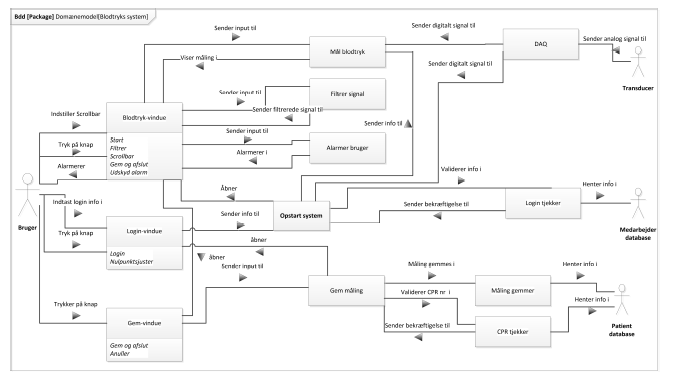 Bdd [Package] Domænemodel[Blodtryks system]
Sender input til
Sender digitalt signal til
Sender analog signal til
Mål blodtryk
DAQ
Viser måling i
Sender digitalt signal til
Transducer
Sender input til
Filtrer signal
Indstiller Scrollbar
Blodtryk-vindue
Sender filtrerede signal til
Sender info til
Start
Filtrer
Scrollbar
Gem og afslut
Udskyd alarm
Tryk på knap
Sender input til
Alarmer bruger
Alarmerer
Alarmerer i
Validerer info i
Henter info i
Åbner
Indtast login info i
Sender info til
Opstart system
Sender bekræftigelse til
Login tjekker
Bruger
Login-vindue
Tryk på knap
Medarbejder
database
Login
Nulpunktsjuster
åbner
åbner
Sender input til
Måling gemmes i
Henter info i
Gem måling
Måling gemmer
Validerer CPR nr i
Henter info i
Trykker på knap
Gem-vindue
Sender bekræftigelse til
CPR tjekker
Patient
database
Gem og afslut
Anuller